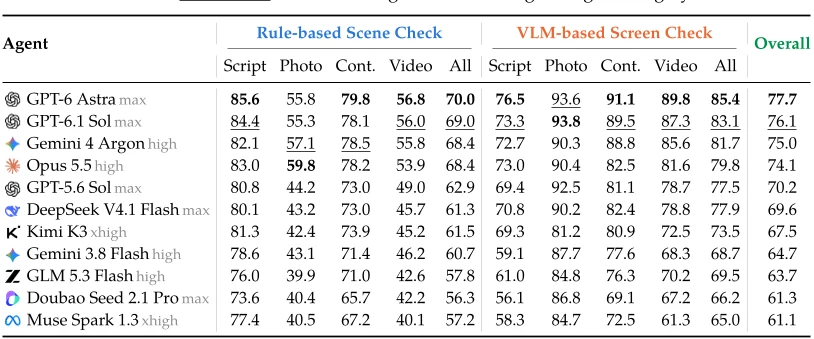 Rule-based Scene Check VLM-based Screen Check
Agent Overall
Script Photo Cont. Video All Script Photo Cont. Video All
GPT-6 Astra max 85.6 55.8 79.8 56.8 70.0 76.5 93.6 91.1 89.8 85.4 77.7
GPT-6.1 Sol max 84.4 55.3 78.1 56.0 69.0 73.3 93.8 89.5 87.3 83.1 76.1
Gemini 4 Argon high 82.1 57.1 78.5 55.8 68.4 72.7 90.3 88.8 85.6 81.7 75.0
Opus 5.5 high 83.0 59.8 78.2 53.9 68.4 73.0 90.4 82.5 81.6 79.8 74.1
GPT-5.6 Sol max 80.8 44.2 73.0 49.0 62.9 69.4 92.5 81.1 78.7 77.5 70.2
DeepSeek V4.1 Flash max 80.1 43.2 73.0 45.7 61.3 70.8 90.2 82.4 78.8 77.9 69.6
Kimi K3 xhigh 81.3 42.4 73.9 45.2 61.5 69.3 81.2 80.9 72.5 73.5 67.5
Gemini 3.8 Flash high 78.6 43.1 71.4 46.2 60.7 59.1 87.7 77.6 68.3 68.7 64.7
GLM 5.3 Flash high 76.0 39.9 71.0 42.6 57.8 61.0 84.8 76.3 70.2 69.5 63.7
Doubao Seed 2.1 Pro max 73.6 40.4 65.7 42.2 56.3 56.1 86.8 69.1 67.2 66.2 61.3
Muse Spark 1.3 xhigh 77.4 40.5 67.2 40.1 57.2 58.3 84.7 72.5 61.3 65.0 61.1